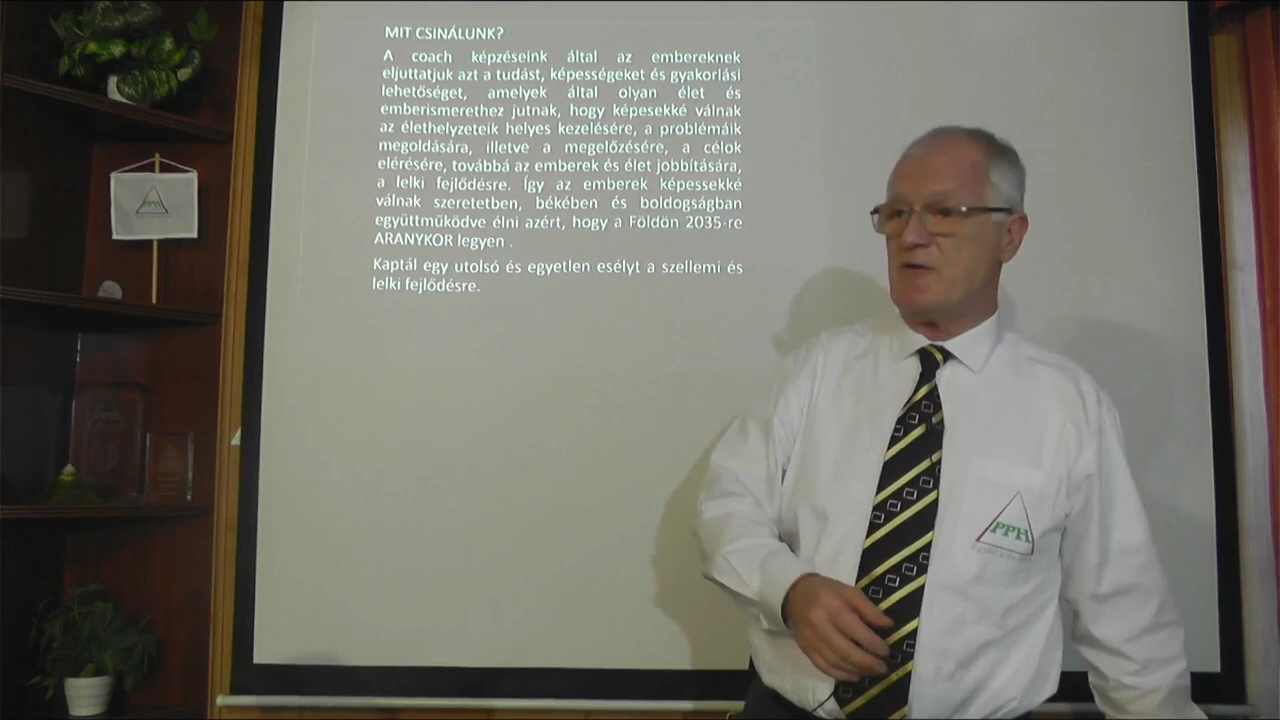 MIT CSINÁLUNK?
A coach képzéseink által az embereknek
eljuttatjuk azt a tudást, képességeket és gyakorlási
lehetőséget, amelyek által olyan élet és
emberismerethez jutnak, hogy képesekké válnak
az élethelyzeteik helyes kezelésére, a problémáik
megoldására, illetve a megelőzésére, a célok
elérésére, továbbá az emberek és élet jobbítására,
a lelki fejlődésre. Így az emberek képessekké
válnak szeretetben, békében és boldogságban
együttműködve élni azért, hogy a Földön 2035-re
ARANYKOR legyen .
Kaptál egy utolsó és egyetlen esélyt a szellemi és
lelki fejlődésre.
PPH
PPH